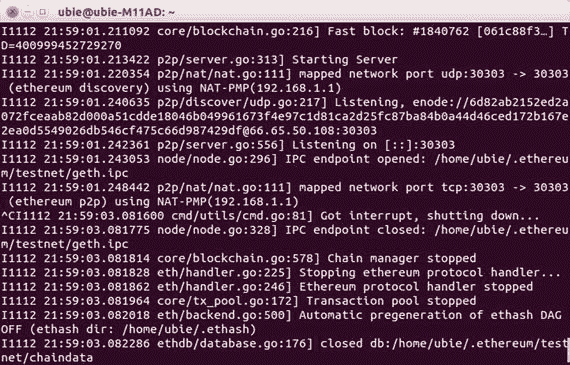 ubie@ubie-M11AD: ~
I1112 21:59:01.211092 core/blockchain.go:216] Fast block: #1840762 [061c88f3…] T
D=400999452729270
I1112 21:59:01.213422 p2p/server.go:313] Starting Server
I1112 21:59:01.220354 p2p/nat/nat.go:111] mapped network port udp:30303 -> 30303
(ethereum discovery) using NAT-PMP(192.168.1.1)
I1112 21:59:01.240635 p2p/discover/udp.go:217] Listening, enode://6d82ab2152ed2a
072fceaab82d000a51cdde18046b049961673f4e97c1d81ca2d25fc87ba84b0a44d46ced172b167e
2ea0d5549026db546cf475c66d987429df@66.65.50.108:30303
I1112 21:59:01.242361 p2p/server.go:556] Listening on [::]:30303
I1112 21:59:01.243053 node/node.go:296] IPC endpoint opened: /home/ubie/.ethereu
m/testnet/geth.ipc
I1112 21:59:01.248442 p2p/nat/nat.go:111] mapped network port tcp:30303 -> 30303
(ethereum p2p) using NAT-PMP(192.168.1.1)
^CI1112 21:59:03.081600 cmd/utils/cmd.go:81] Got interrupt, shutting down...
I1112 21:59:03.081775 node/node.go:328] IPC endpoint closed: /home/ubie/.ethereu
m/testnet/geth.ipc
I1112 21:59:03.081814 core/blockchain.go:578] Chain manager stopped
I1112 21:59:03.081828 eth/handler.go:225] Stopping ethereum protocol handler...
I1112 21:59:03.081862 eth/handler.go:246] Ethereum protocol handler stopped
I1112 21:59:03.081964 core/tx_pool.go:172] Transaction pool stopped
I1112 21:59:03.082018 eth/backend.go:500] Automatic pregeneration of ethash DAG
OFF (ethash dir: /home/ubie/.ethash)
I1112 21:59:03.082286 ethdb/database.go:176] closed db:/home/ubie/.ethereum/test
net/chaindata